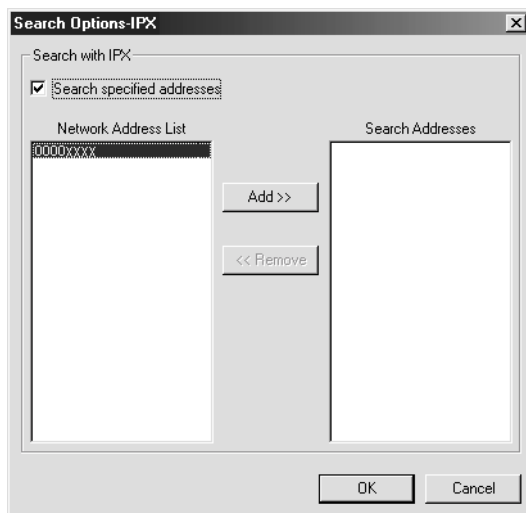 Search Options-IPX
Search with IPX
Search specified addresses
Network Address List
Search Addresses
0000xxxx
Add >>
<< Remove
OK
Cancel